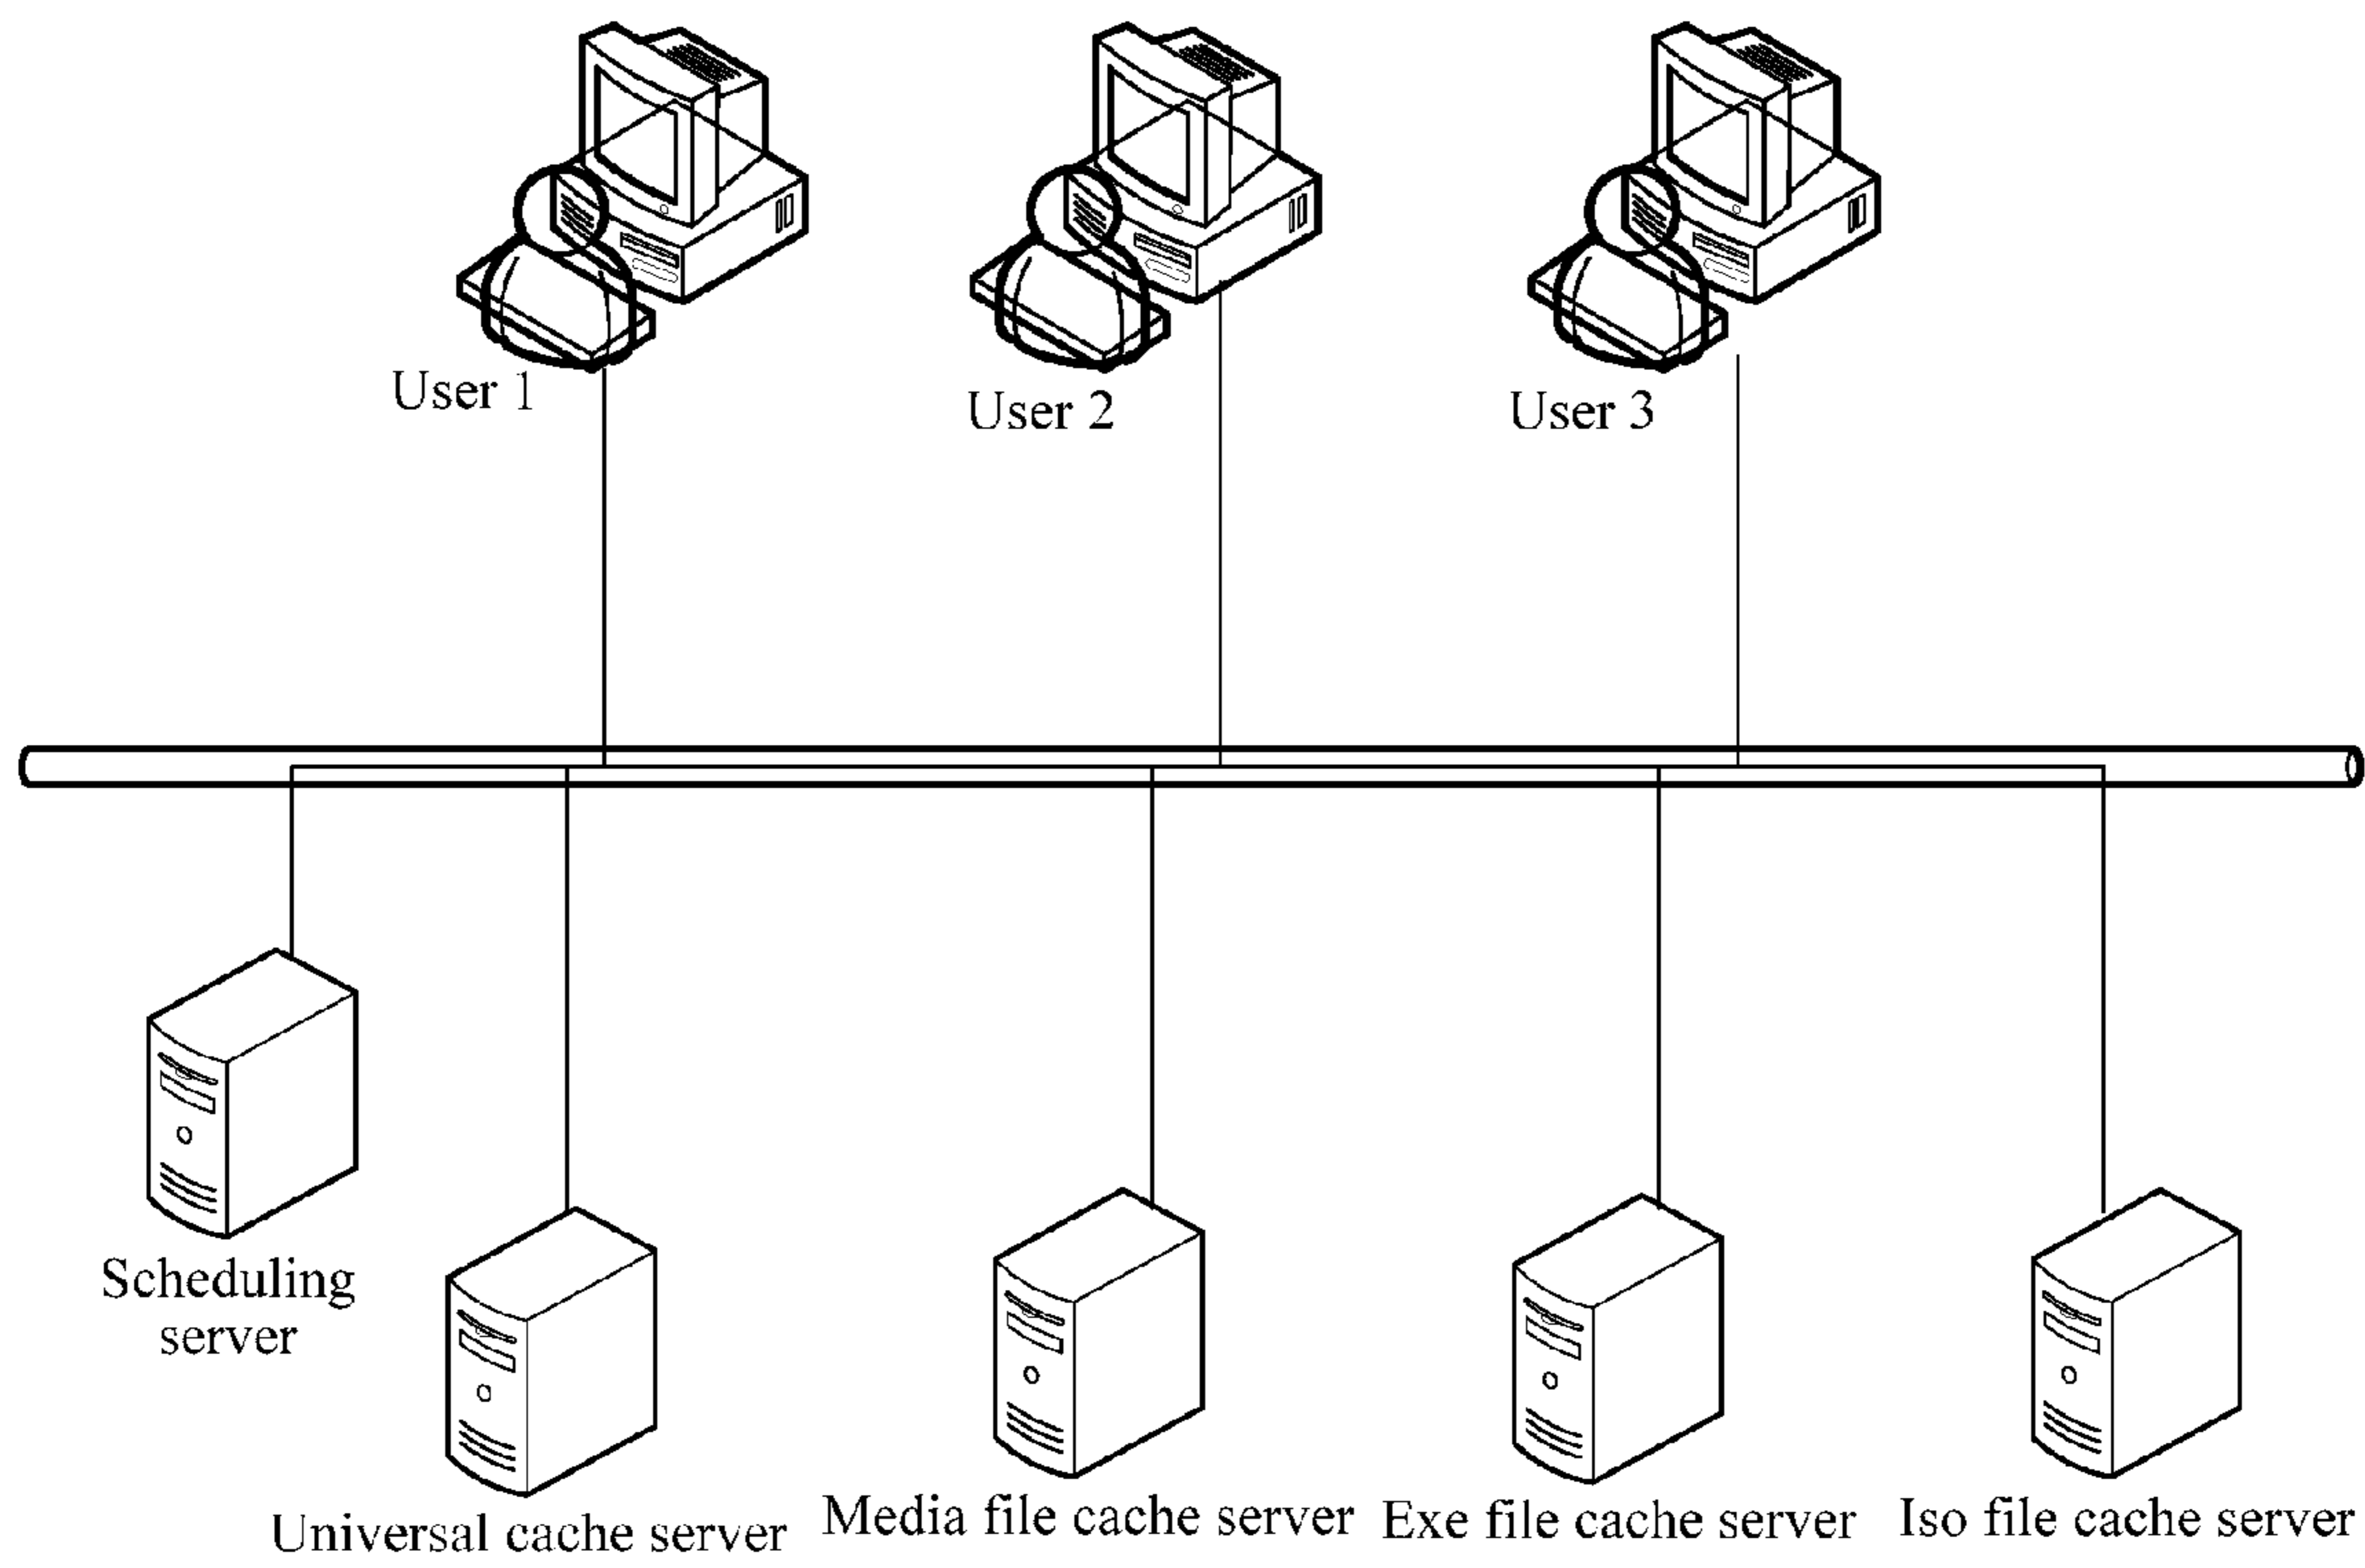 User 1
User 2
User 3
Scheduling
server
Universal cache server
Media file cache server
Exe file cache server
Iso file cache server